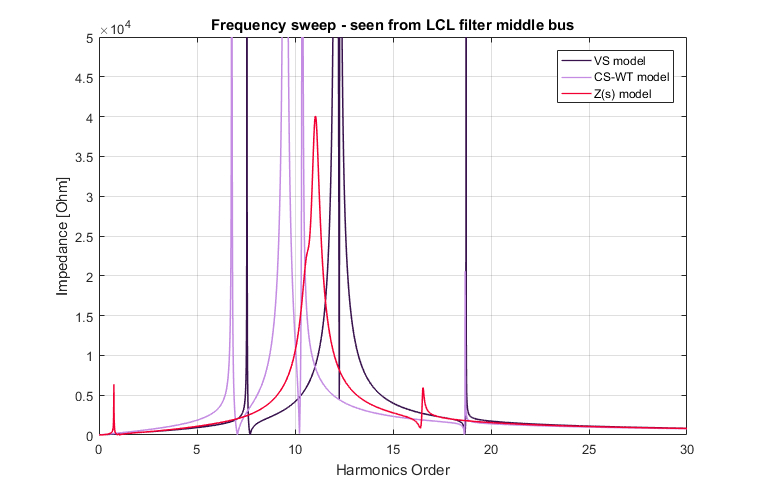 Frequency sweep - seen from LCL filter middle bus
×10⁴
5
4.5
4
3.5
3
2.5
2
1.5
1
0.5
0
Impedance [Ohm]
VS model
CS-WT model
Z(s) model
0 5 10 15 20 25 30
Harmonics Order